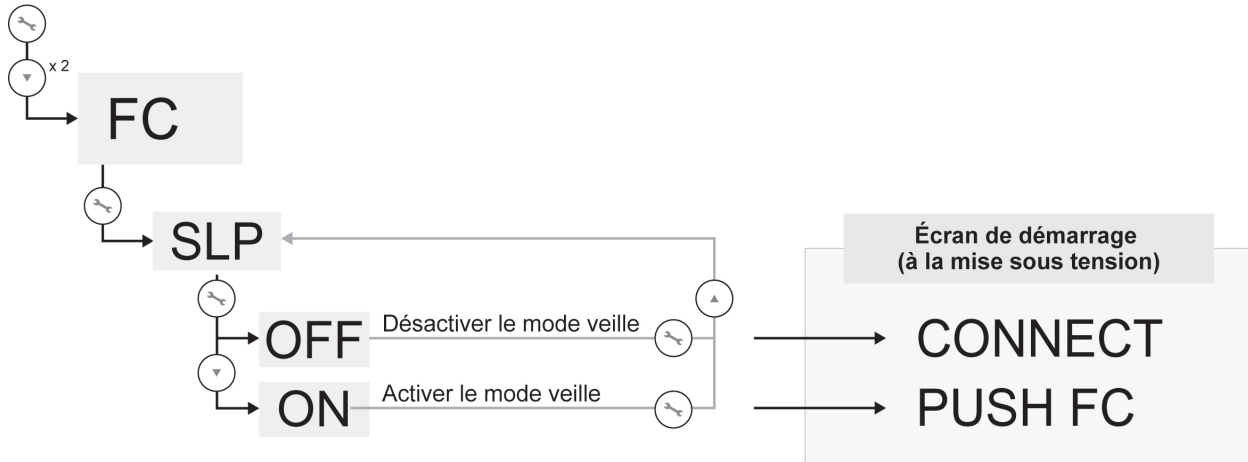 x 2
FC
SLP
Écran de démarrage
(à la mise sous tension)
OFF
Désactiver le mode veille
CONNECT
ON
Activer le mode veille
PUSH FC